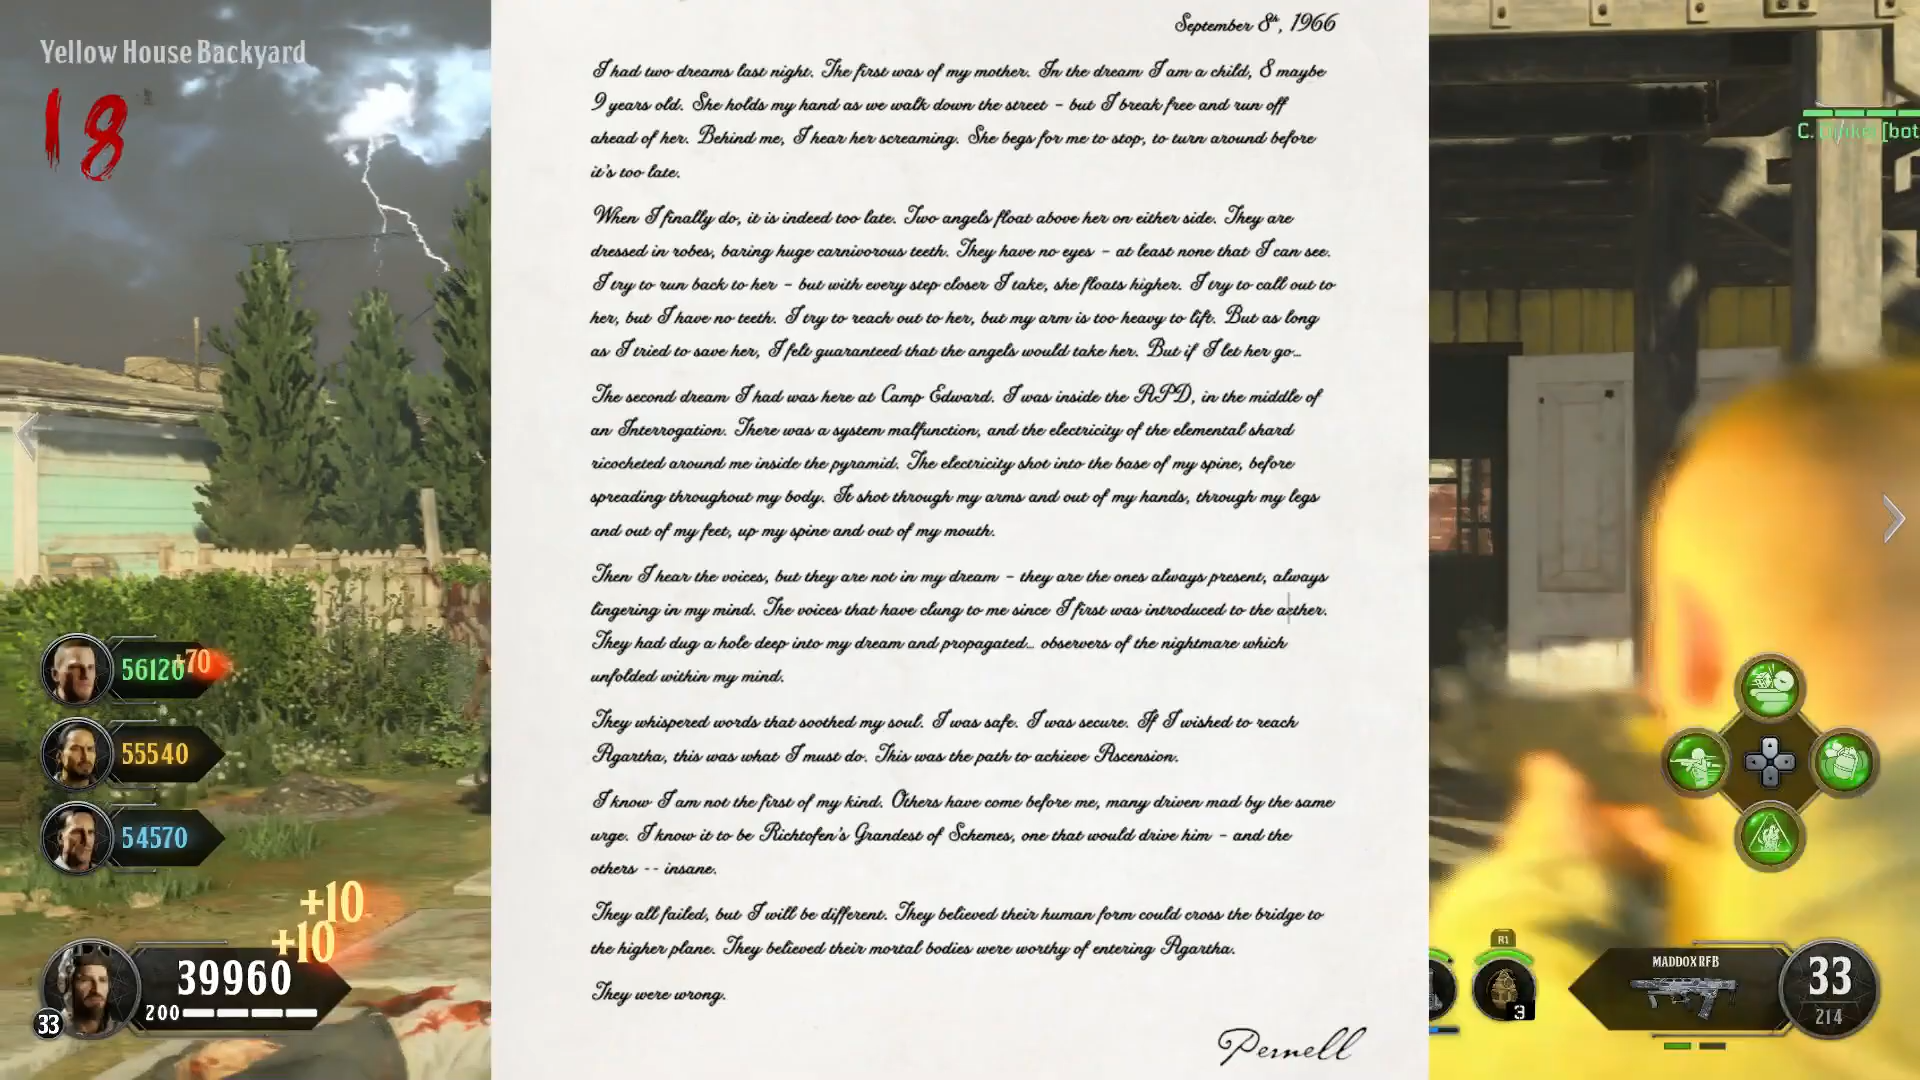 Yellow House Backyard
18
September 8th, 1966
I had two dreams last night. The first was of my mother. In the dream I am a child, 8 maybe
9 years old. She holds my hand as we walk down the street – but I break free and run off
ahead of her. Behind me, I hear her screaming. She begs for me to stop, to turn around before
it's too late.
When I finally do, it is indeed too late. Two angels float above her on either side. They are
dressed in robes, baring huge carnivorous teeth. They have no eyes – at least none that I can see.
I try to run back to her – but with every step closer I take, she floats higher. I try to call out to
her, but I have no teeth. I try to reach out to her, but my arm is too heavy to lift. But as long
as I tried to save her, I felt guaranteed that the angels would take her. But if I let her go...
The second dream I had was here at Camp Edward. I was inside the RPD, in the middle of
an Interrogation. There was a system malfunction, and the electricity of the elemental shard
ricocheted around me inside the pyramid. The electricity shot into the base of my spine, before
spreading throughout my body. It shot through my arms and out of my hands, through my legs
and out of my feet, up my spine and out of my mouth.
Then I hear the voices, but they are not in my dream – they are the ones always present, always
lingering in my mind. The voices that have clung to me since I first was introduced to the aether.
They had dug a hole deep into my dream and propagated... observers of the nightmare which
unfolded within my mind.
They whispered words that soothed my soul. I was safe. I was secure. If I wished to reach
Agartha, this was what I must do. This was the path to achieve Ascension.
I know I am not the first of my kind. Others have come before me, many driven mad by the same
urge. I know it to be Richtofen's Grandest of Schemes, one that would drive him – and the
others -- insane.
They all failed, but I will be different. They believed their human form could cross the bridge to
the higher plane. They believed their mortal bodies were worthy of entering Agartha.
They were wrong.
Pernell
56120
+70
55540
54570
+10
+10
39960
200
33
[bot
R1
3
MADDOX RFB
33
214